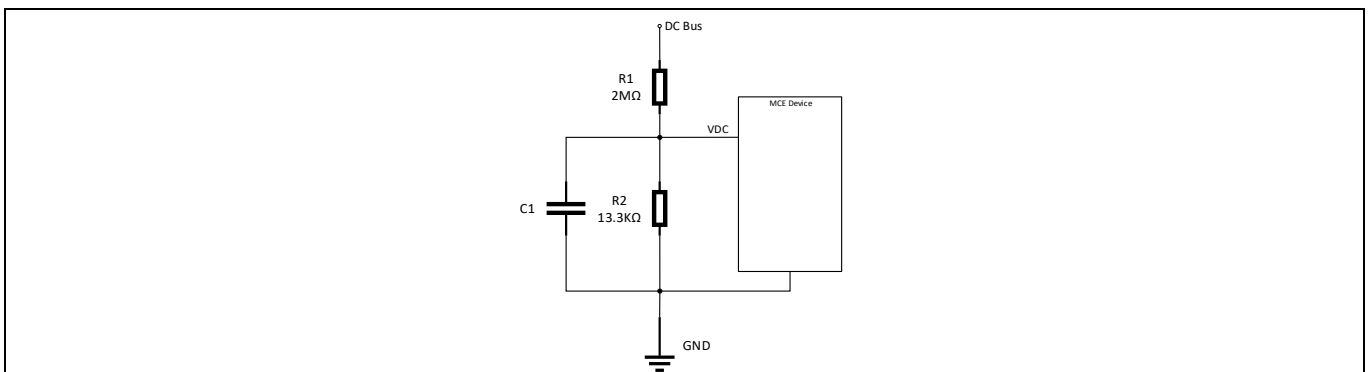 DC Bus
R1
2MΩ
MCE Device
VDC
C1
R2
13.3KΩ
GND